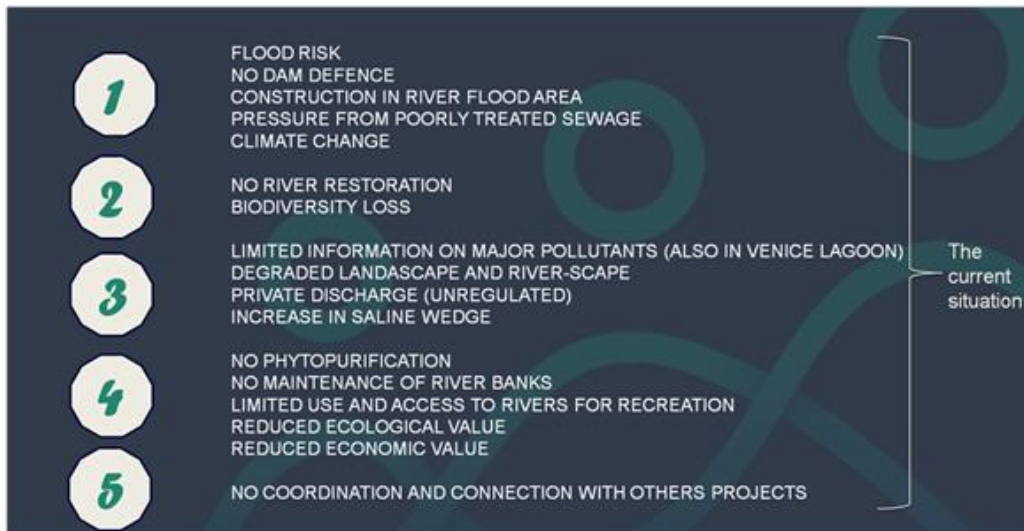 1
FLOOD RISK
NO DAM DEFENCE
CONSTRUCTION IN RIVER FLOOD AREA
PRESSURE FROM POORLY TREATED SEWAGE
CLIMATE CHANGE
2
NO RIVER RESTORATION
BIODIVERSITY LOSS
3
LIMITED INFORMATION ON MAJOR POLLUTANTS (ALSO IN VENICE LAGOON)
DEGRADED LANDASCAPE AND RIVER-SCAPE
PRIVATE DISCHARGE (UNREGULATED)
INCREASE IN SALINE WEDGE
4
NO PHYTOPURIFICATION
NO MAINTENANCE OF RIVER BANKS
LIMITED USE AND ACCESS TO RIVERS FOR RECREATION
REDUCED ECOLOGICAL VALUE
REDUCED ECONOMIC VALUE
5
NO COORDINATION AND CONNECTION WITH OTHERS PROJECTS
The
current
situation